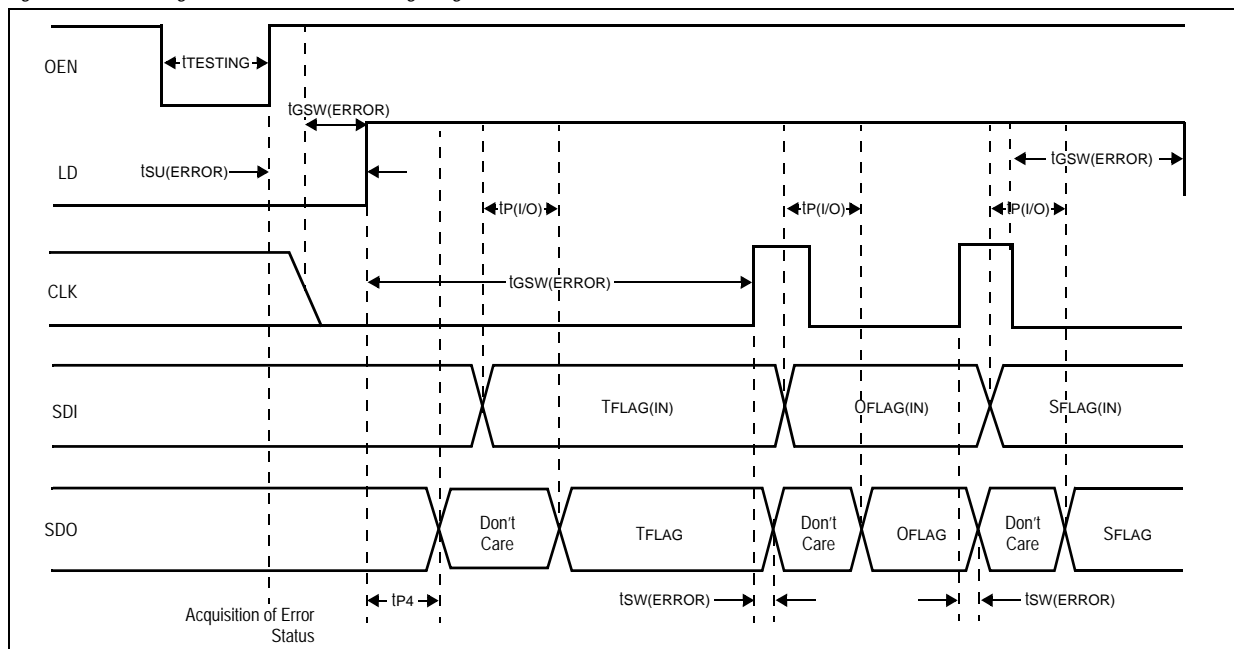 OEN
tTESTING
tGSW(ERROR)
LD
tSU(ERROR)
tGSW(ERROR)
tP(I/O)
tP(I/O)
tP(I/O)
CLK
tGSW(ERROR)
SDI
TFLAG(IN)
OFLAG(IN)
SFLAG(IN)
SDO
Don't
Care
TFLAG
Don't
Care
OFLAG
Don't
Care
SFLAG
tP4
tSW(ERROR)
tSW(ERROR)
Acquisition of Error
Status